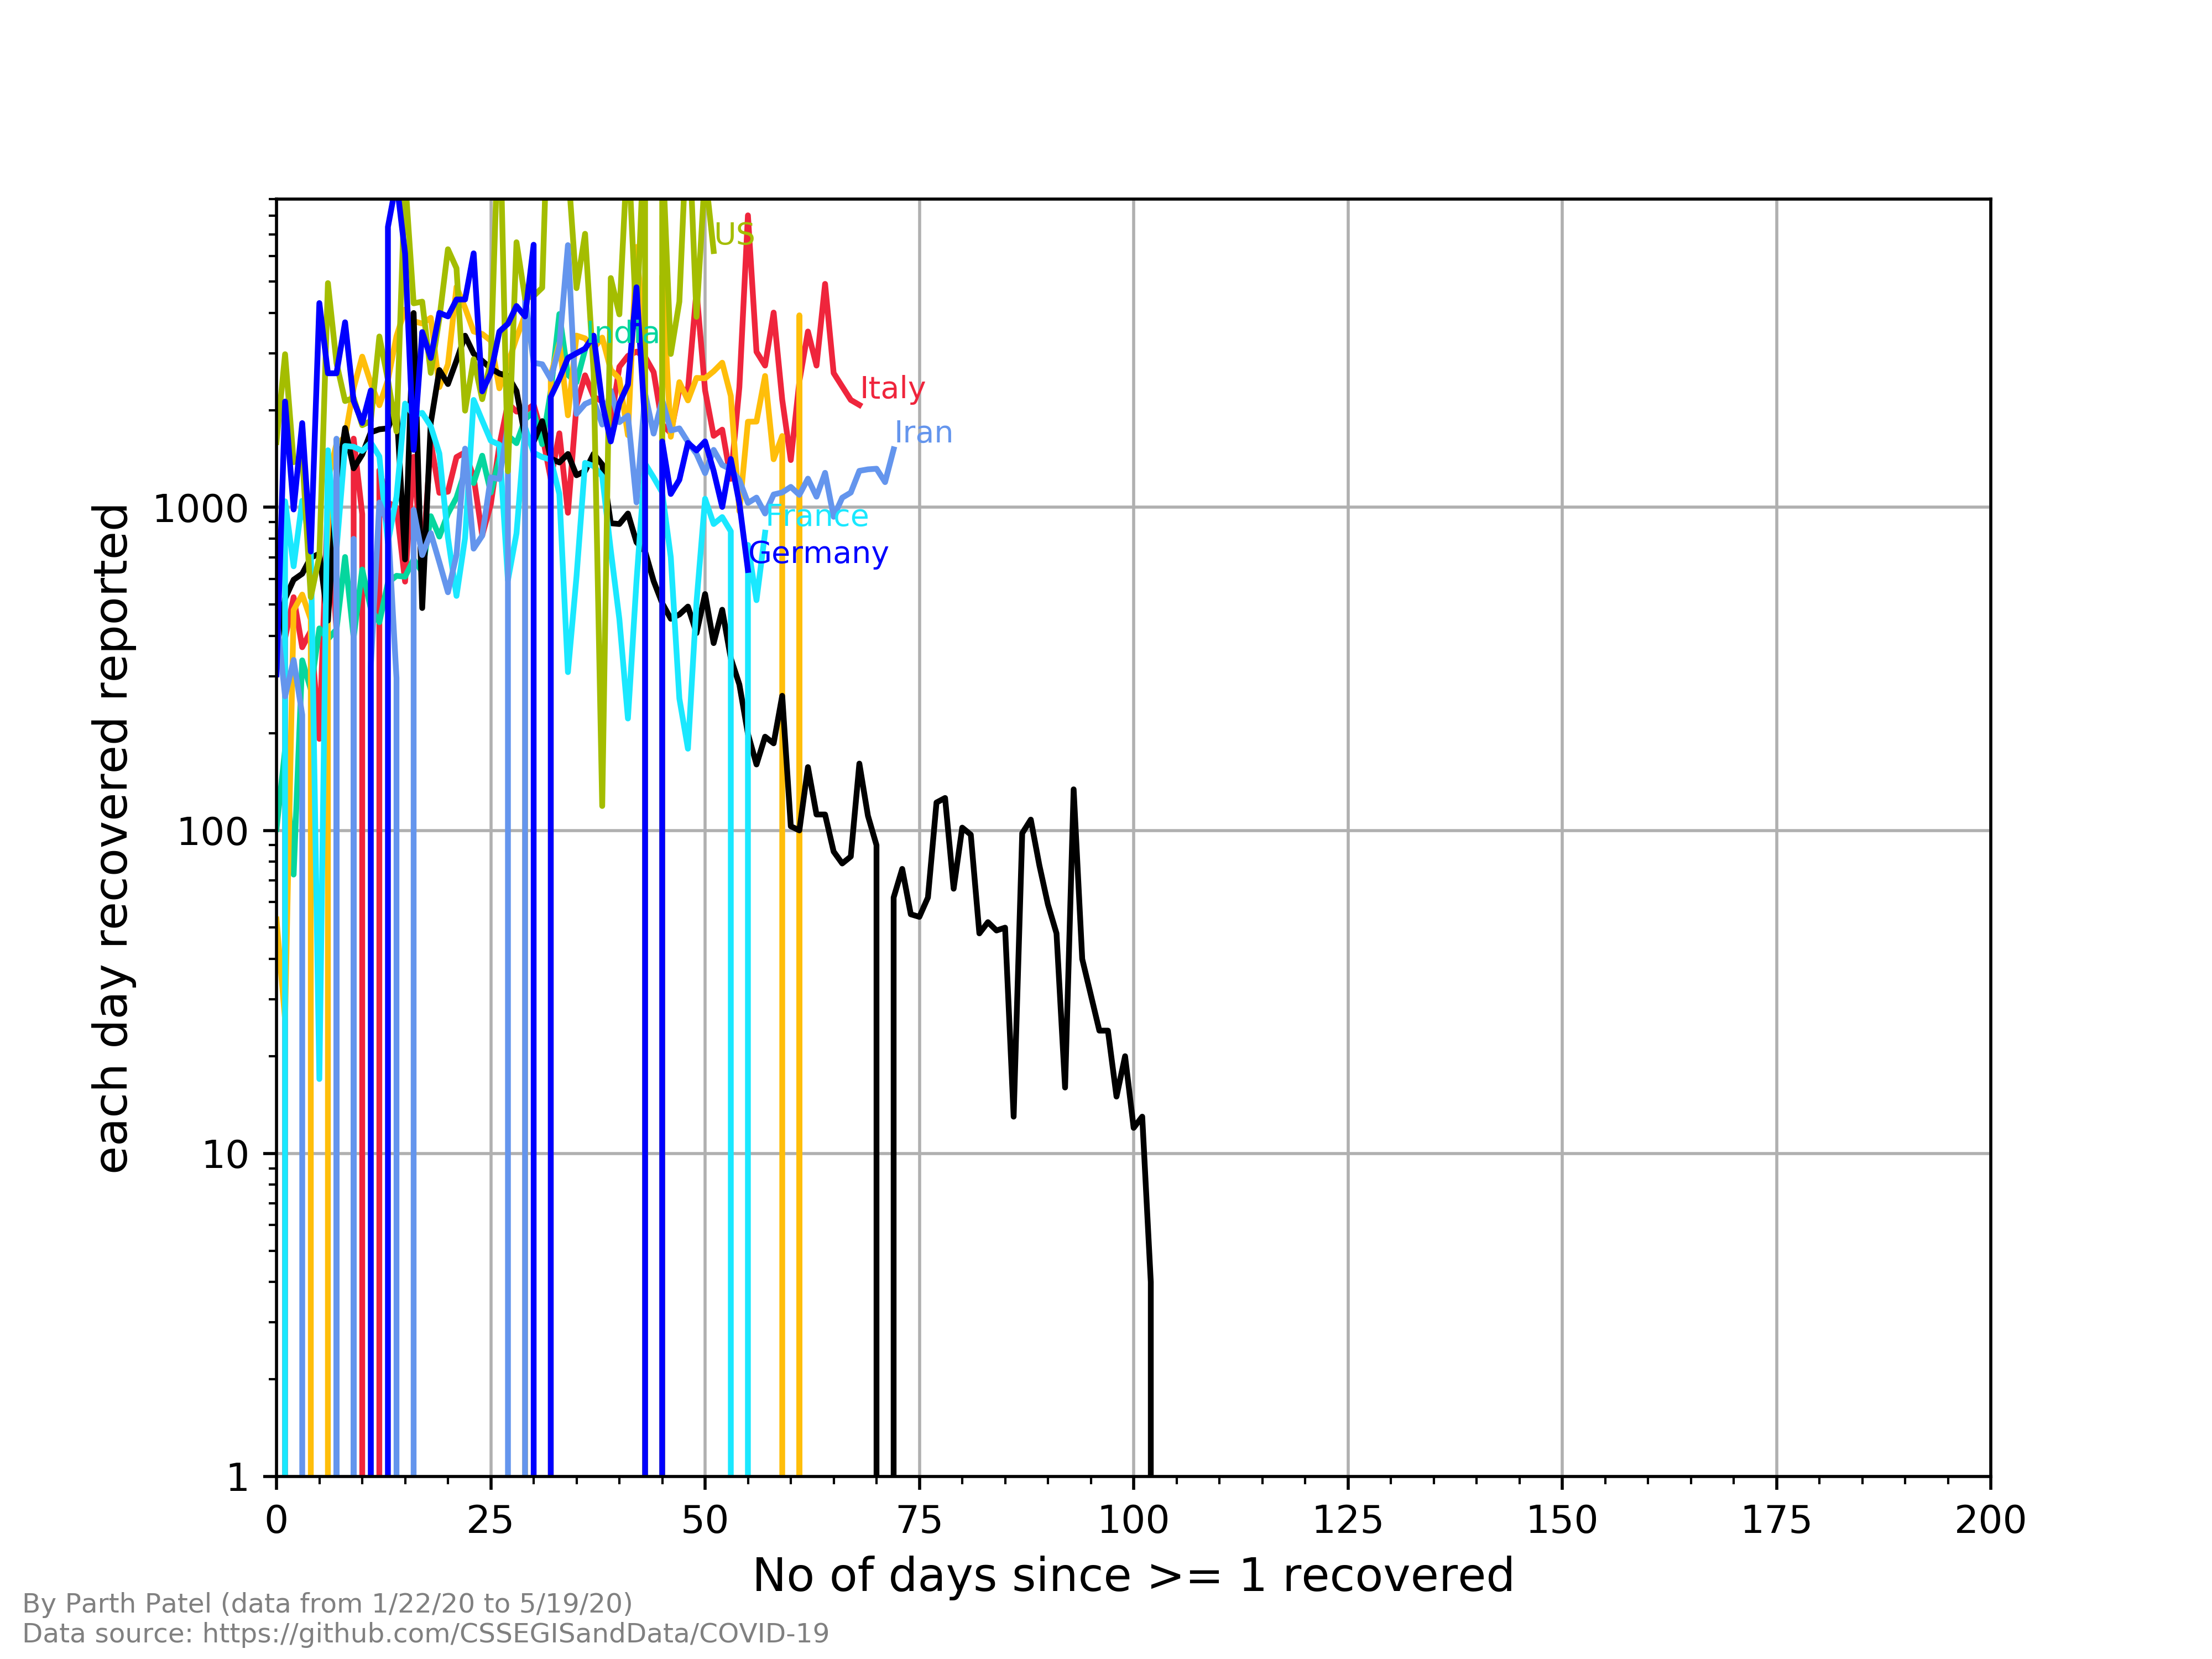 US
India
Italy
Iran
France
Germany
each day recovered reported
1000
100
10
1
0 25 50 75 100 125 150 175 200
No of days since >= 1 recovered
By Parth Patel (data from 1/22/20 to 5/19/20)
Data source: https://github.com/CSSEGISandData/COVID-19